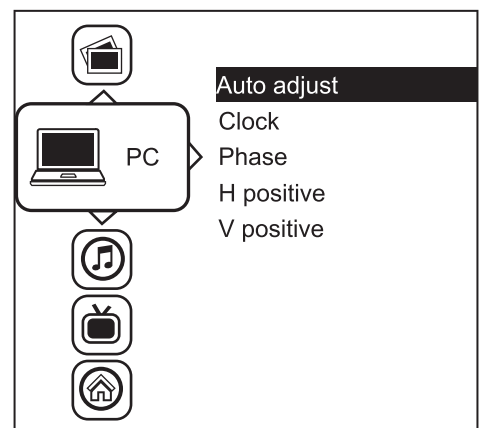 Auto adjust
Clock
PC
Phase
H positive
V positive